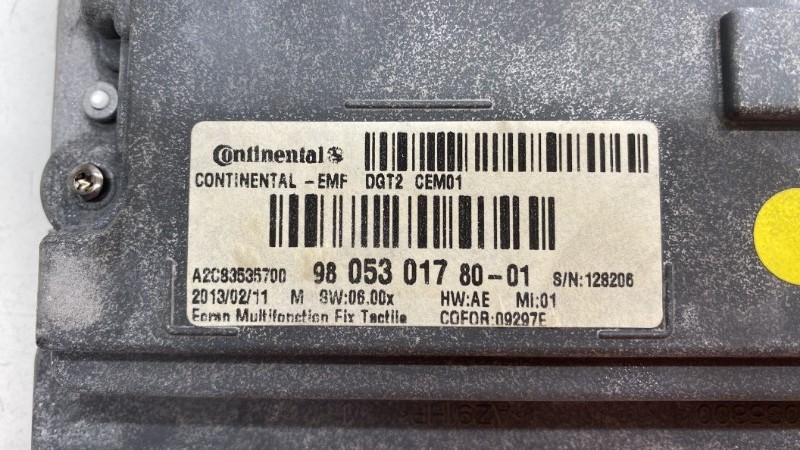 Continental
CONTINENTAL -EMF DGT2 CEM01
A2C83535700 98 053 017 80-01 S/N:128206
2013/02/11 M SW:06.00x HW:AE MI:01
Ecran Multifonction Fix Tactile COFOR:09297E